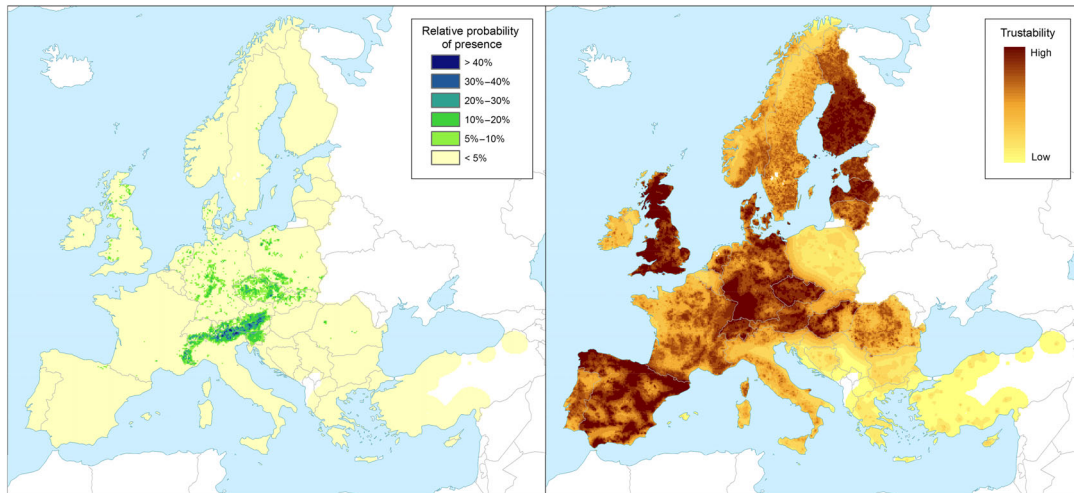 Relative probability
of presence
> 40%
30%–40%
20%–30%
10%–20%
5%–10%
< 5%
Trustability
High
Low